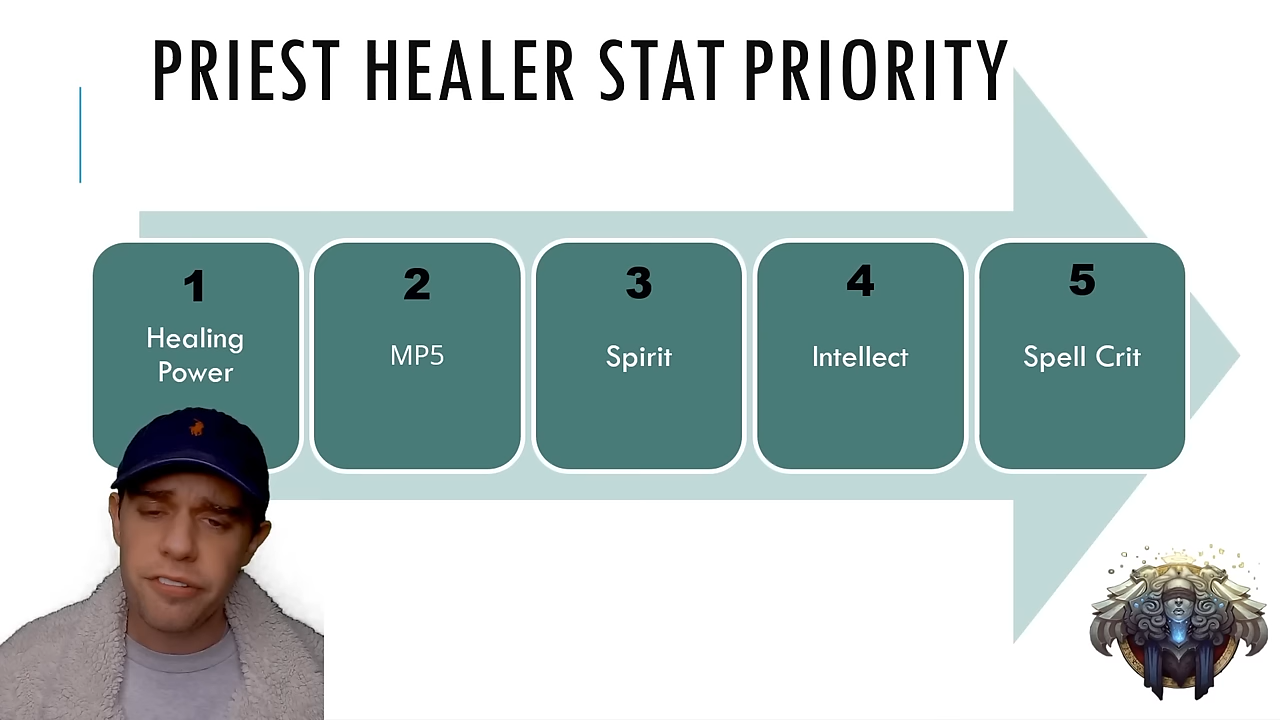 PRIEST HEALER STAT PRIORITY
1
Healing
Power
2
MP5
3
Spirit
4
Intellect
5
Spell Crit